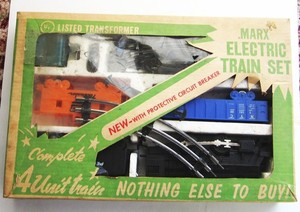 UL LISTED TRANSFORMER
MARX
ELECTRIC
TRAIN SET
NEW-WITH PROTECTIVE CIRCUIT BREAKER
Complete
4 Unit train NOTHING ELSE TO BUY